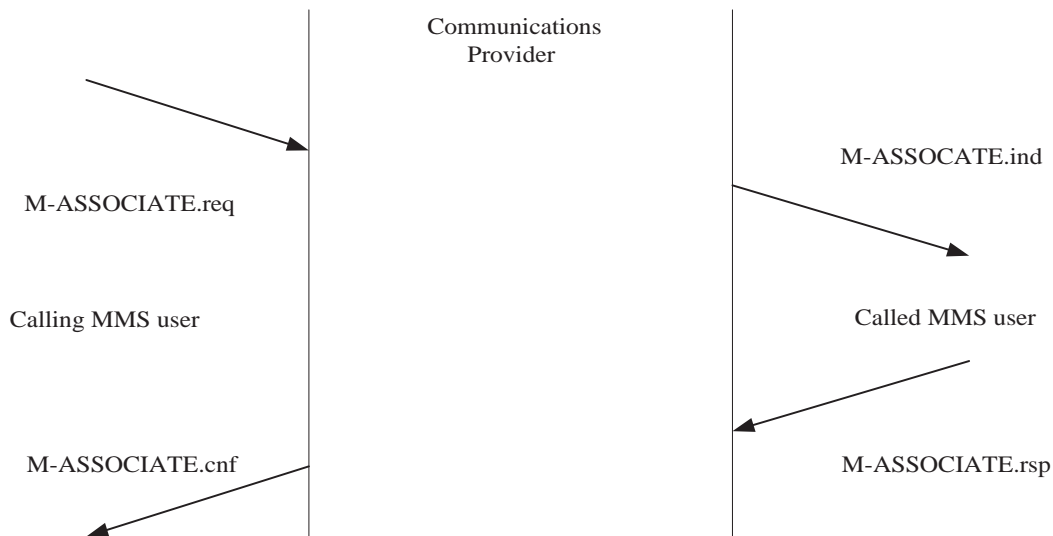 Communications
Provider
M-ASSOCATE.ind
M-ASSOCIATE.req
Calling MMS user
Called MMS user
M-ASSOCIATE.cnf
M-ASSOCIATE.rsp